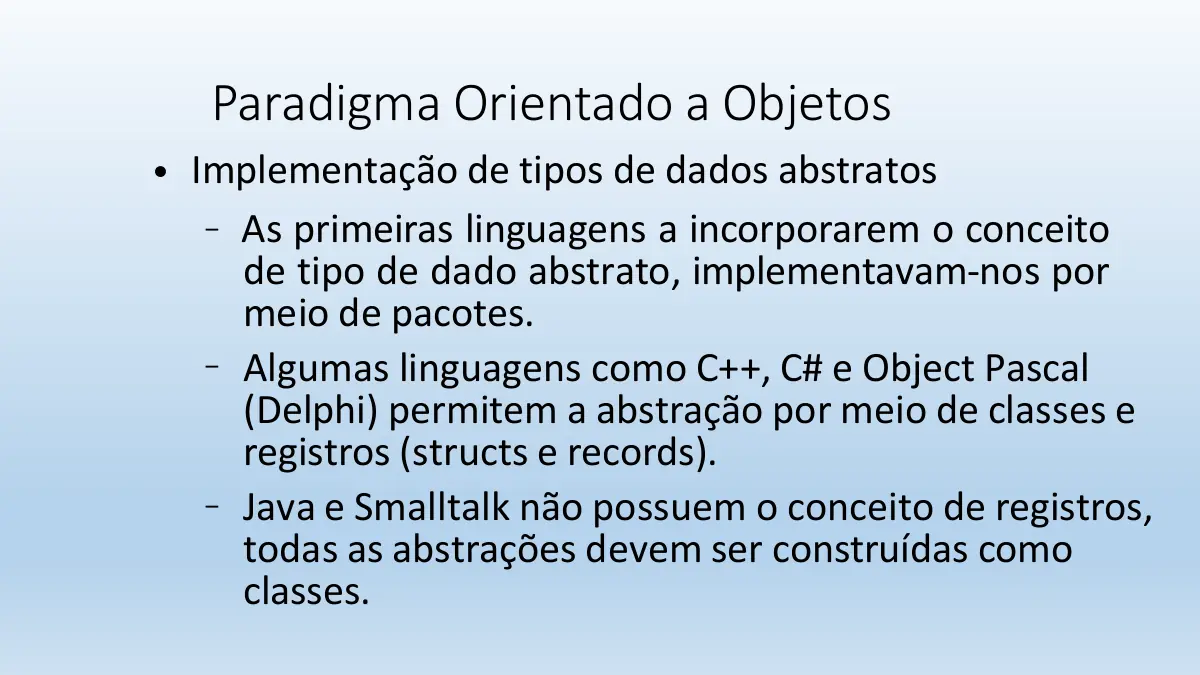 Paradigma Orientado a Objetos
• Implementação de tipos de dados abstratos
– As primeiras linguagens a incorporarem o conceito
de tipo de dado abstrato, implementavam-nos por
meio de pacotes.
– Algumas linguagens como C++, C# e Object Pascal
(Delphi) permitem a abstração por meio de classes e
registros (structs e records).
– Java e Smalltalk não possuem o conceito de registros,
todas as abstrações devem ser construídas como
classes.